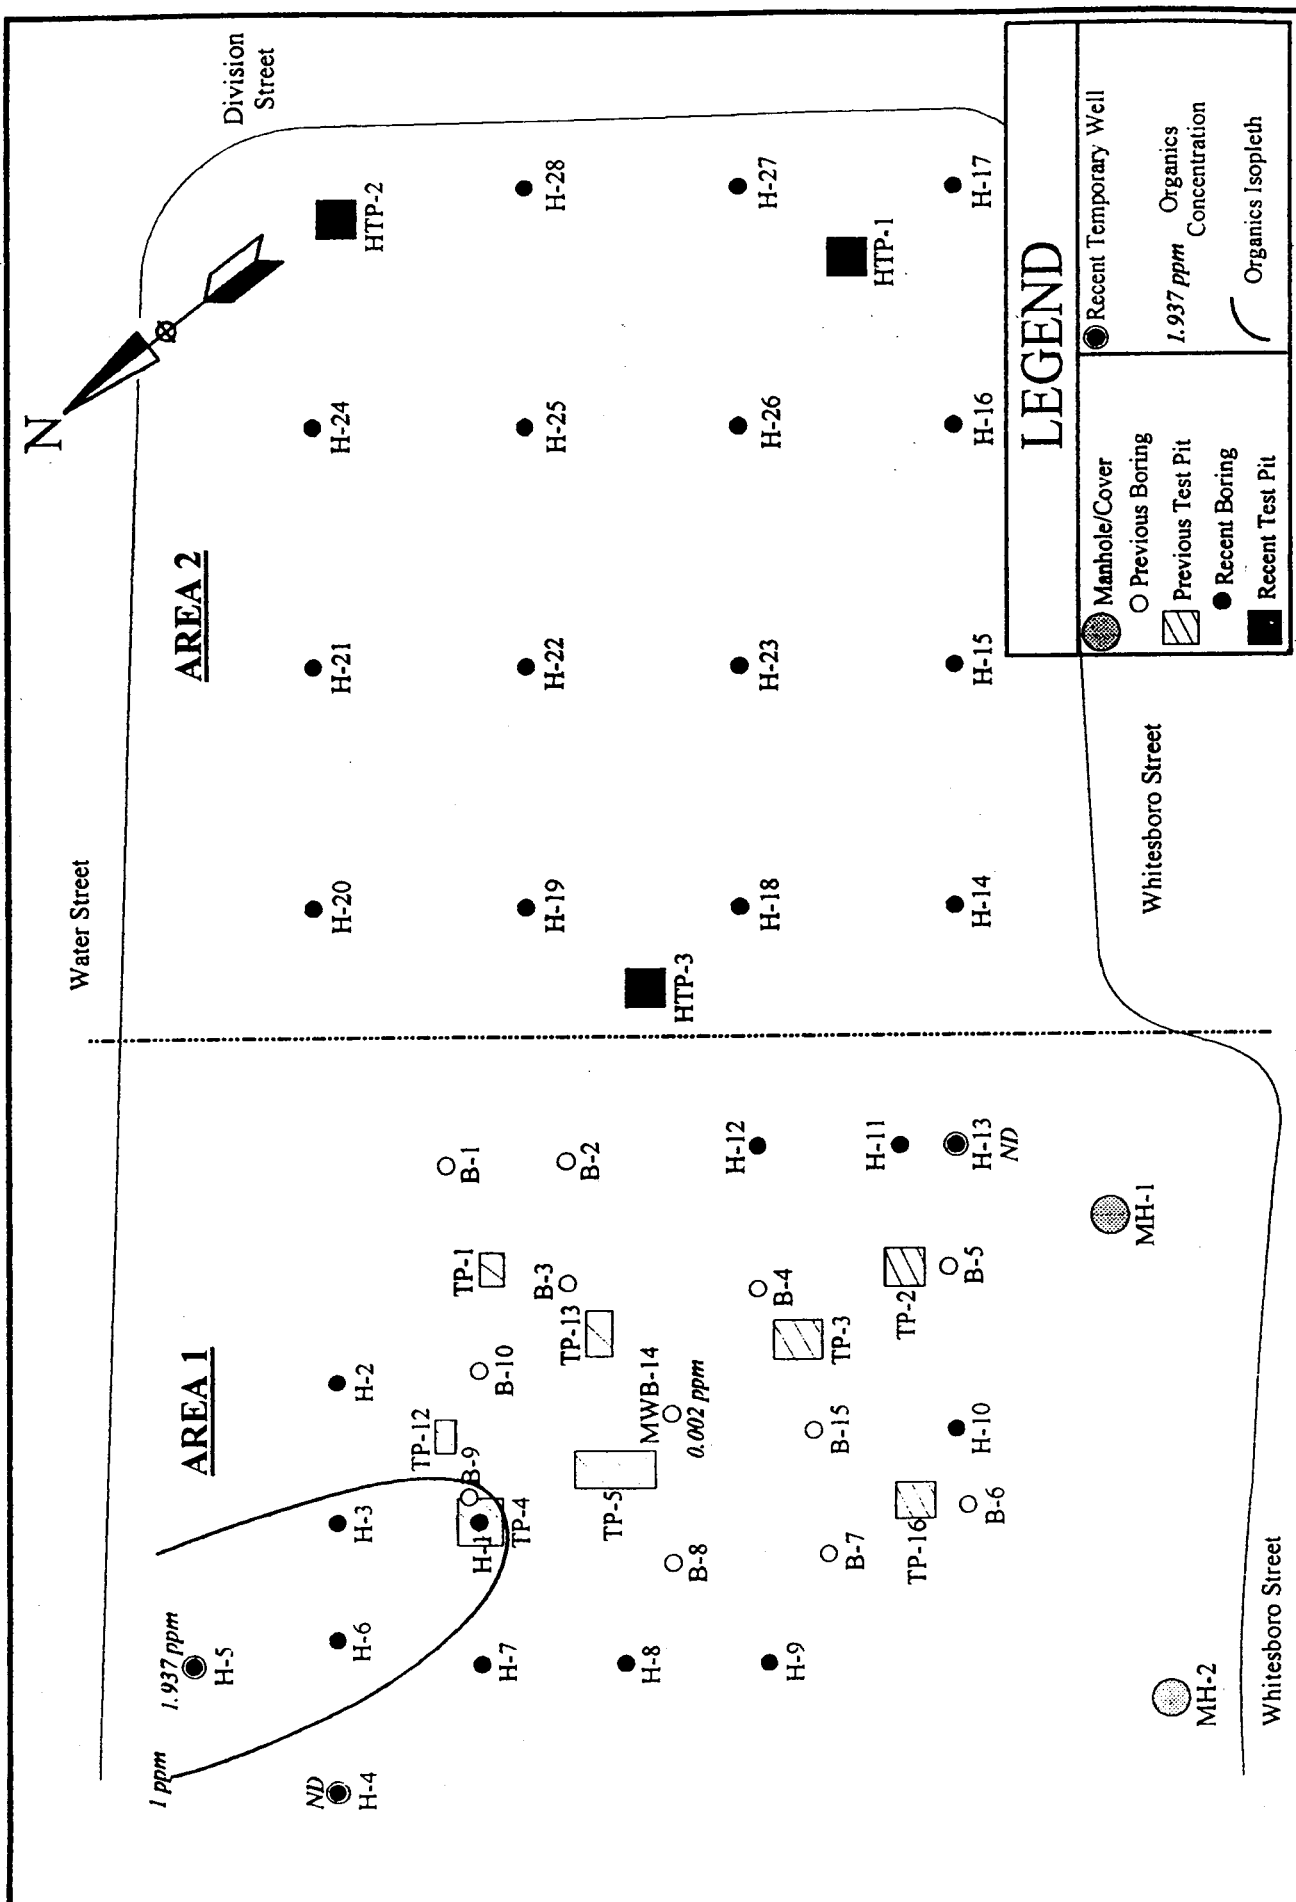 Division
Street
Water Street
N
AREA 2
HTP-2
H-28
H-27
H-17
HTP-1
H-24
H-25
H-26
H-16
H-21
H-22
H-23
H-15
H-20
H-19
H-18
H-14
HTP-3
Whitesboro Street
AREA 1
B-1
B-2
H-12
H-11
H-13
ND
MH-1
TP-1
B-3
TP-13
B-4
TP-3
TP-2
B-5
H-2
B-10
TP-12
B-9
MWB-14
0.002 ppm
B-15
H-10
H-3
H-1
TP-4
TP-5
B-8
B-7
TP-16
B-6
1.937 ppm
H-5
H-6
H-7
H-8
H-9
MH-2
1 ppm
ND
H-4
Whitesboro Street
LEGEND
Manhole/Cover
Previous Boring
Previous Test Pit
Recent Boring
Recent Test Pit
Recent Temporary Well
1.937 ppm Organics
Concentration
Organics Isopleth